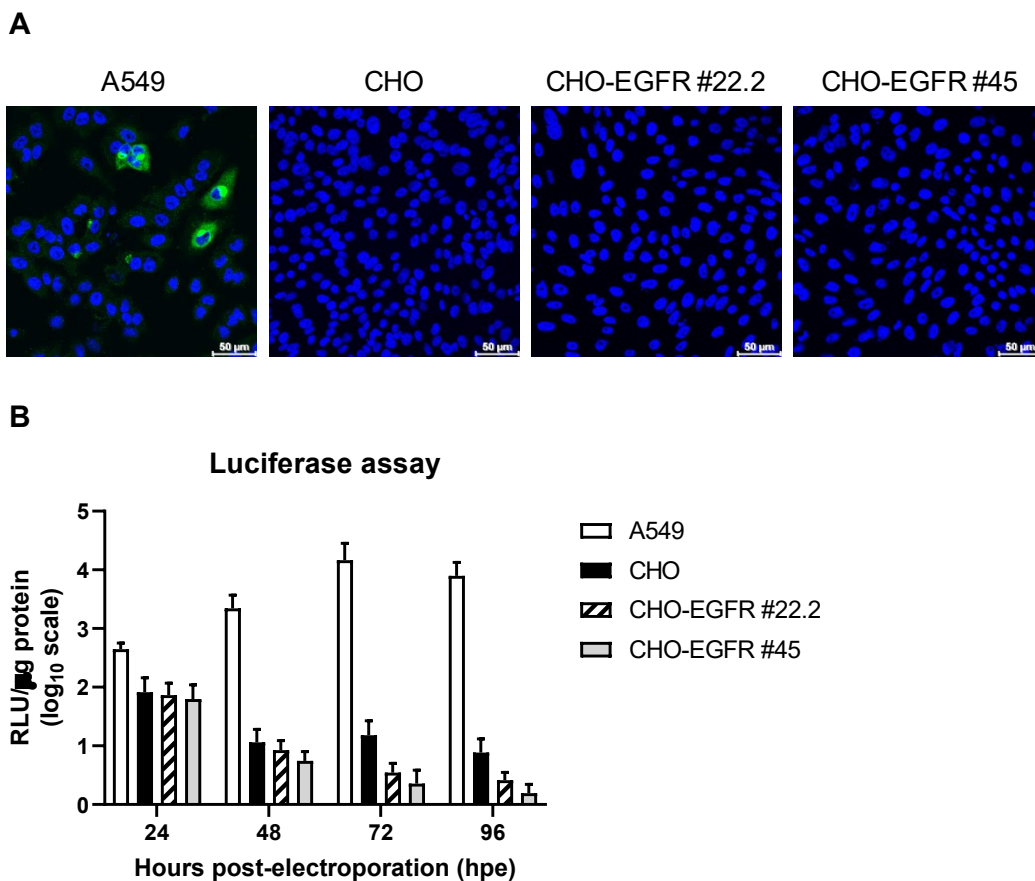 A
A549
CHO
CHO-EGFR #22.2
CHO-EGFR #45
50 µm
50 µm
50 µm
50 µm
B
Luciferase assay
RLU/µg protein
(log10 scale)
5
4
3
2
1
0
24
48
72
96
Hours post-electroporation (hpe)
A549
CHO
CHO-EGFR #22.2
CHO-EGFR #45